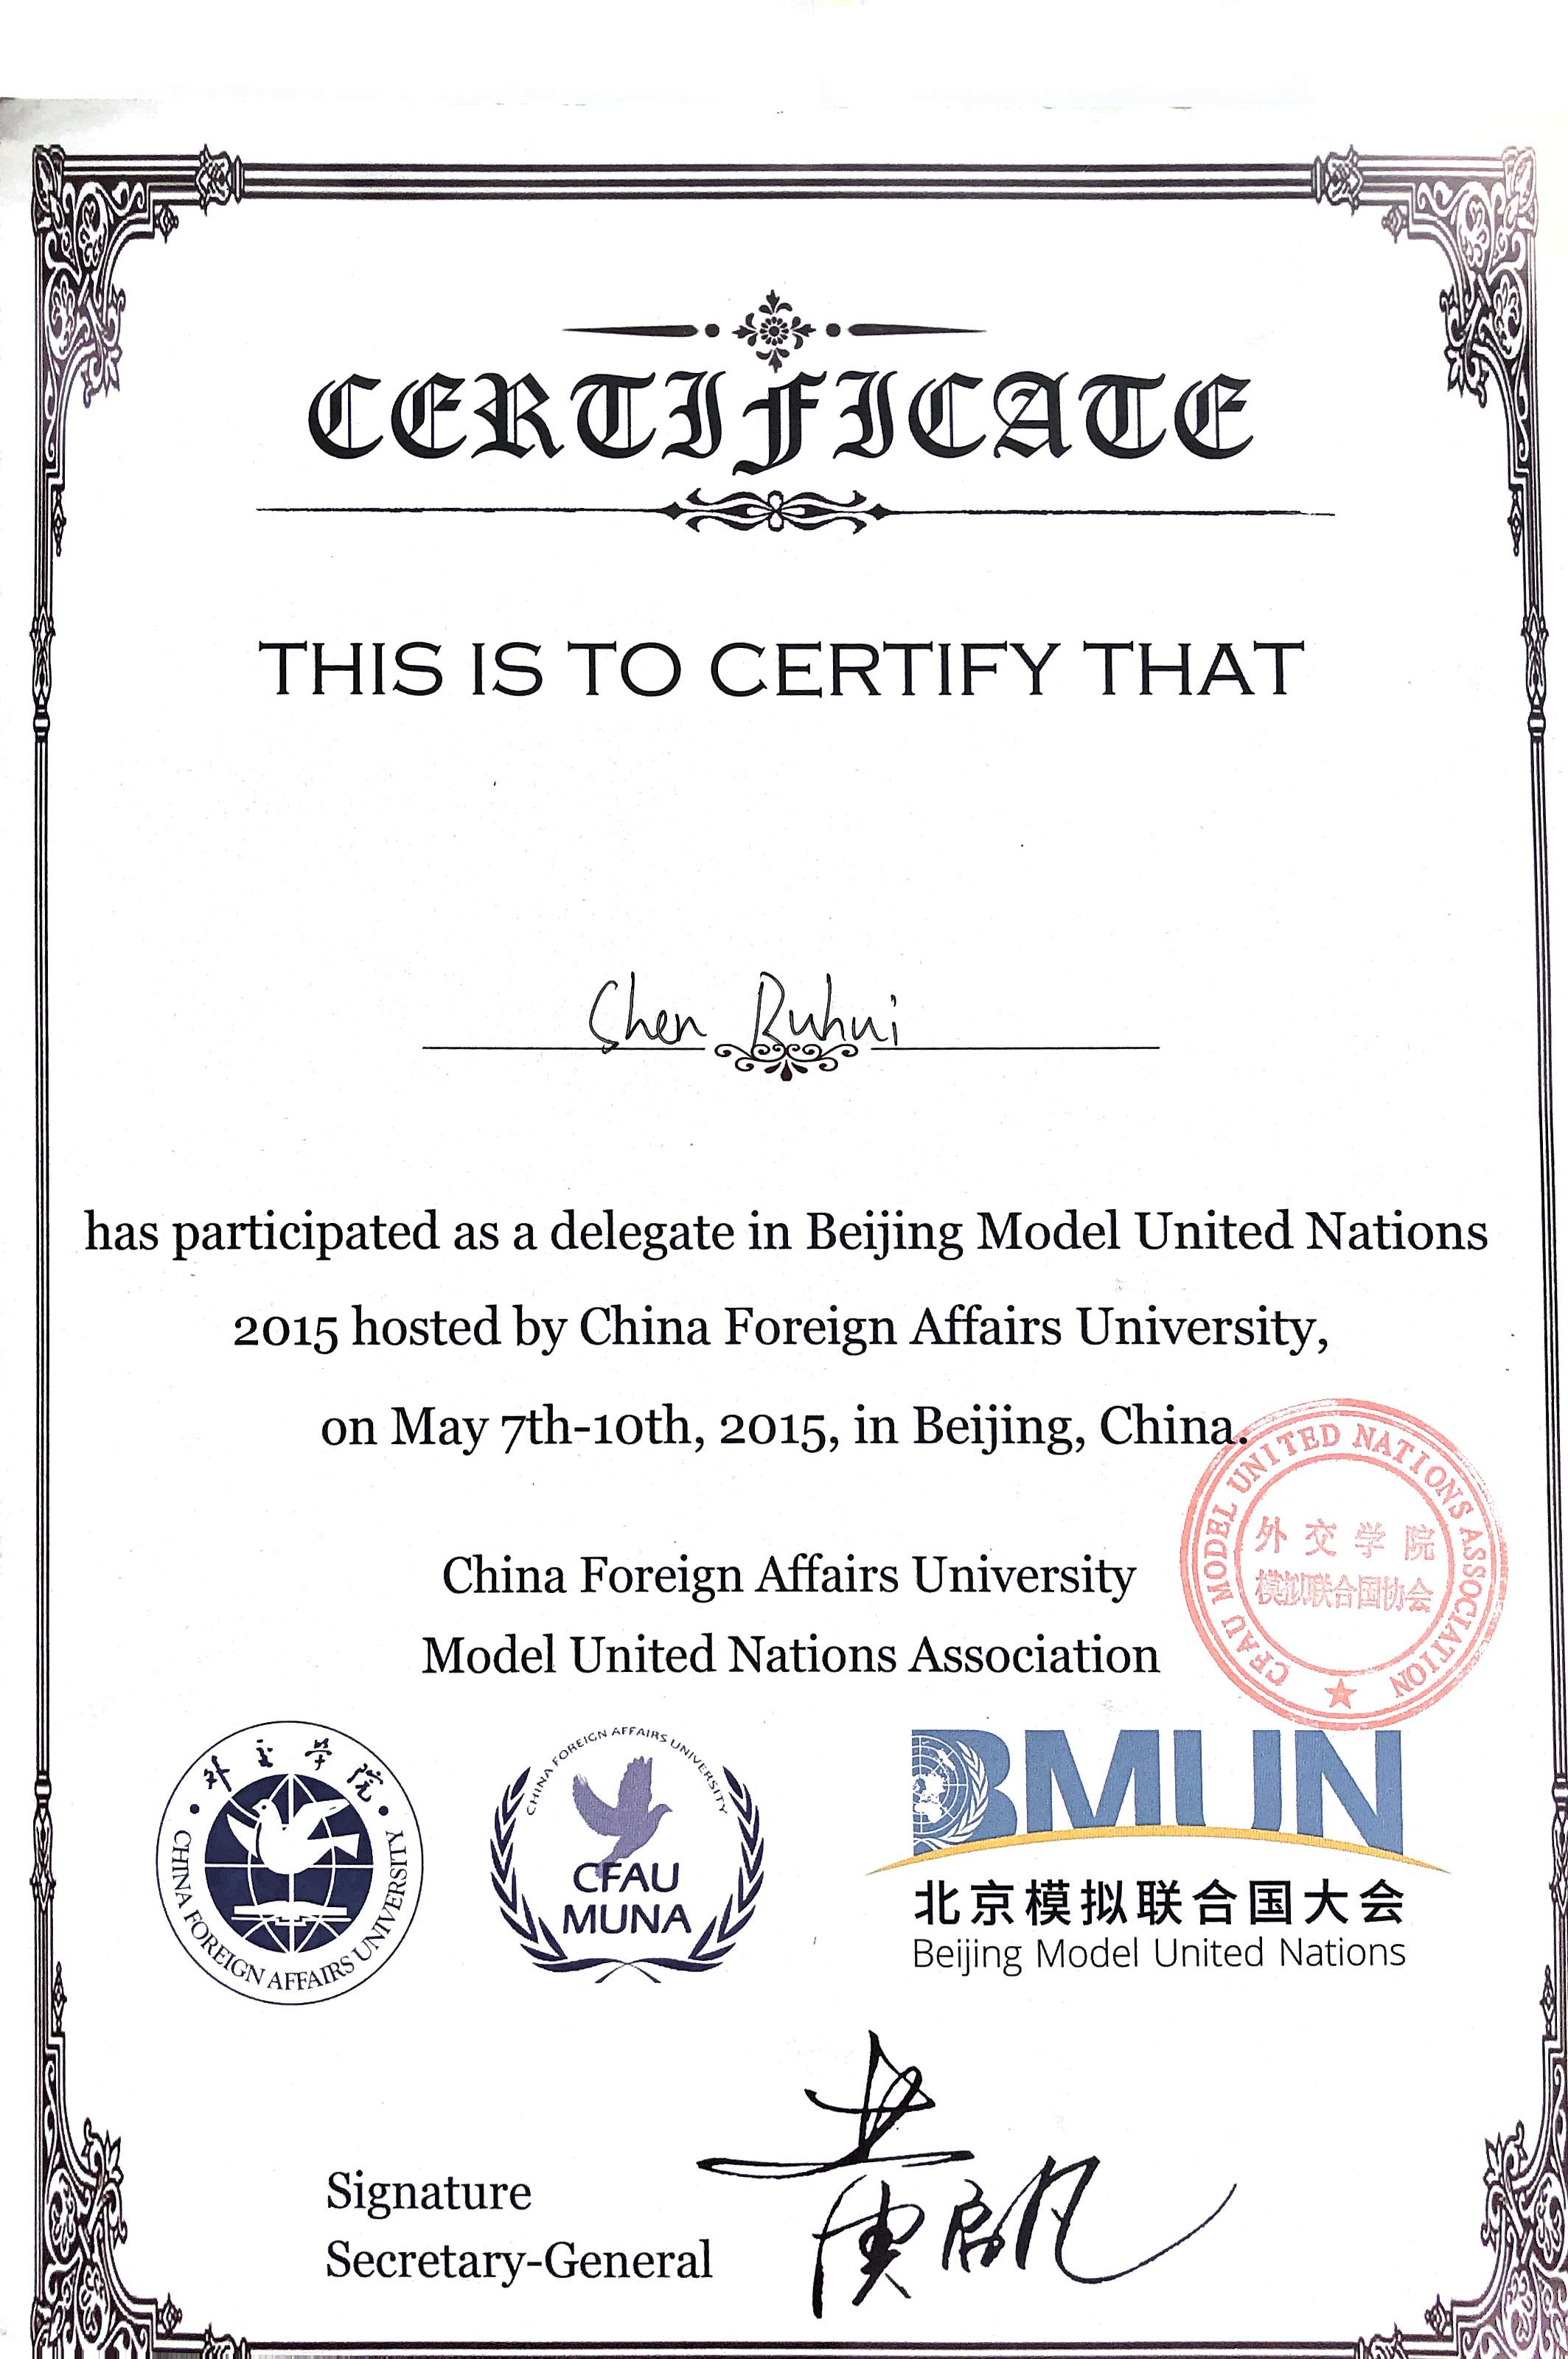 CERTIFICATE
THIS IS TO CERTIFY THAT
Shen Ruhui
has participated as a delegate in Beijing Model United Nations
2015 hosted by China Foreign Affairs University,
on May 7th-10th, 2015, in Beijing, China.
China Foreign Affairs University
Model United Nations Association
CFAU MODEL UNITED NATIONS ASSOCIATION
外交学院
模拟联合国协会
外交学院
CHINA FOREIGN AFFAIRS UNIVERSITY
CHINA FOREIGN AFFAIRS UNIVERSITY
CFAU
MUNA
BMUN
北京模拟联合国大会
Beijing Model United Nations
Signature
Secretary-General